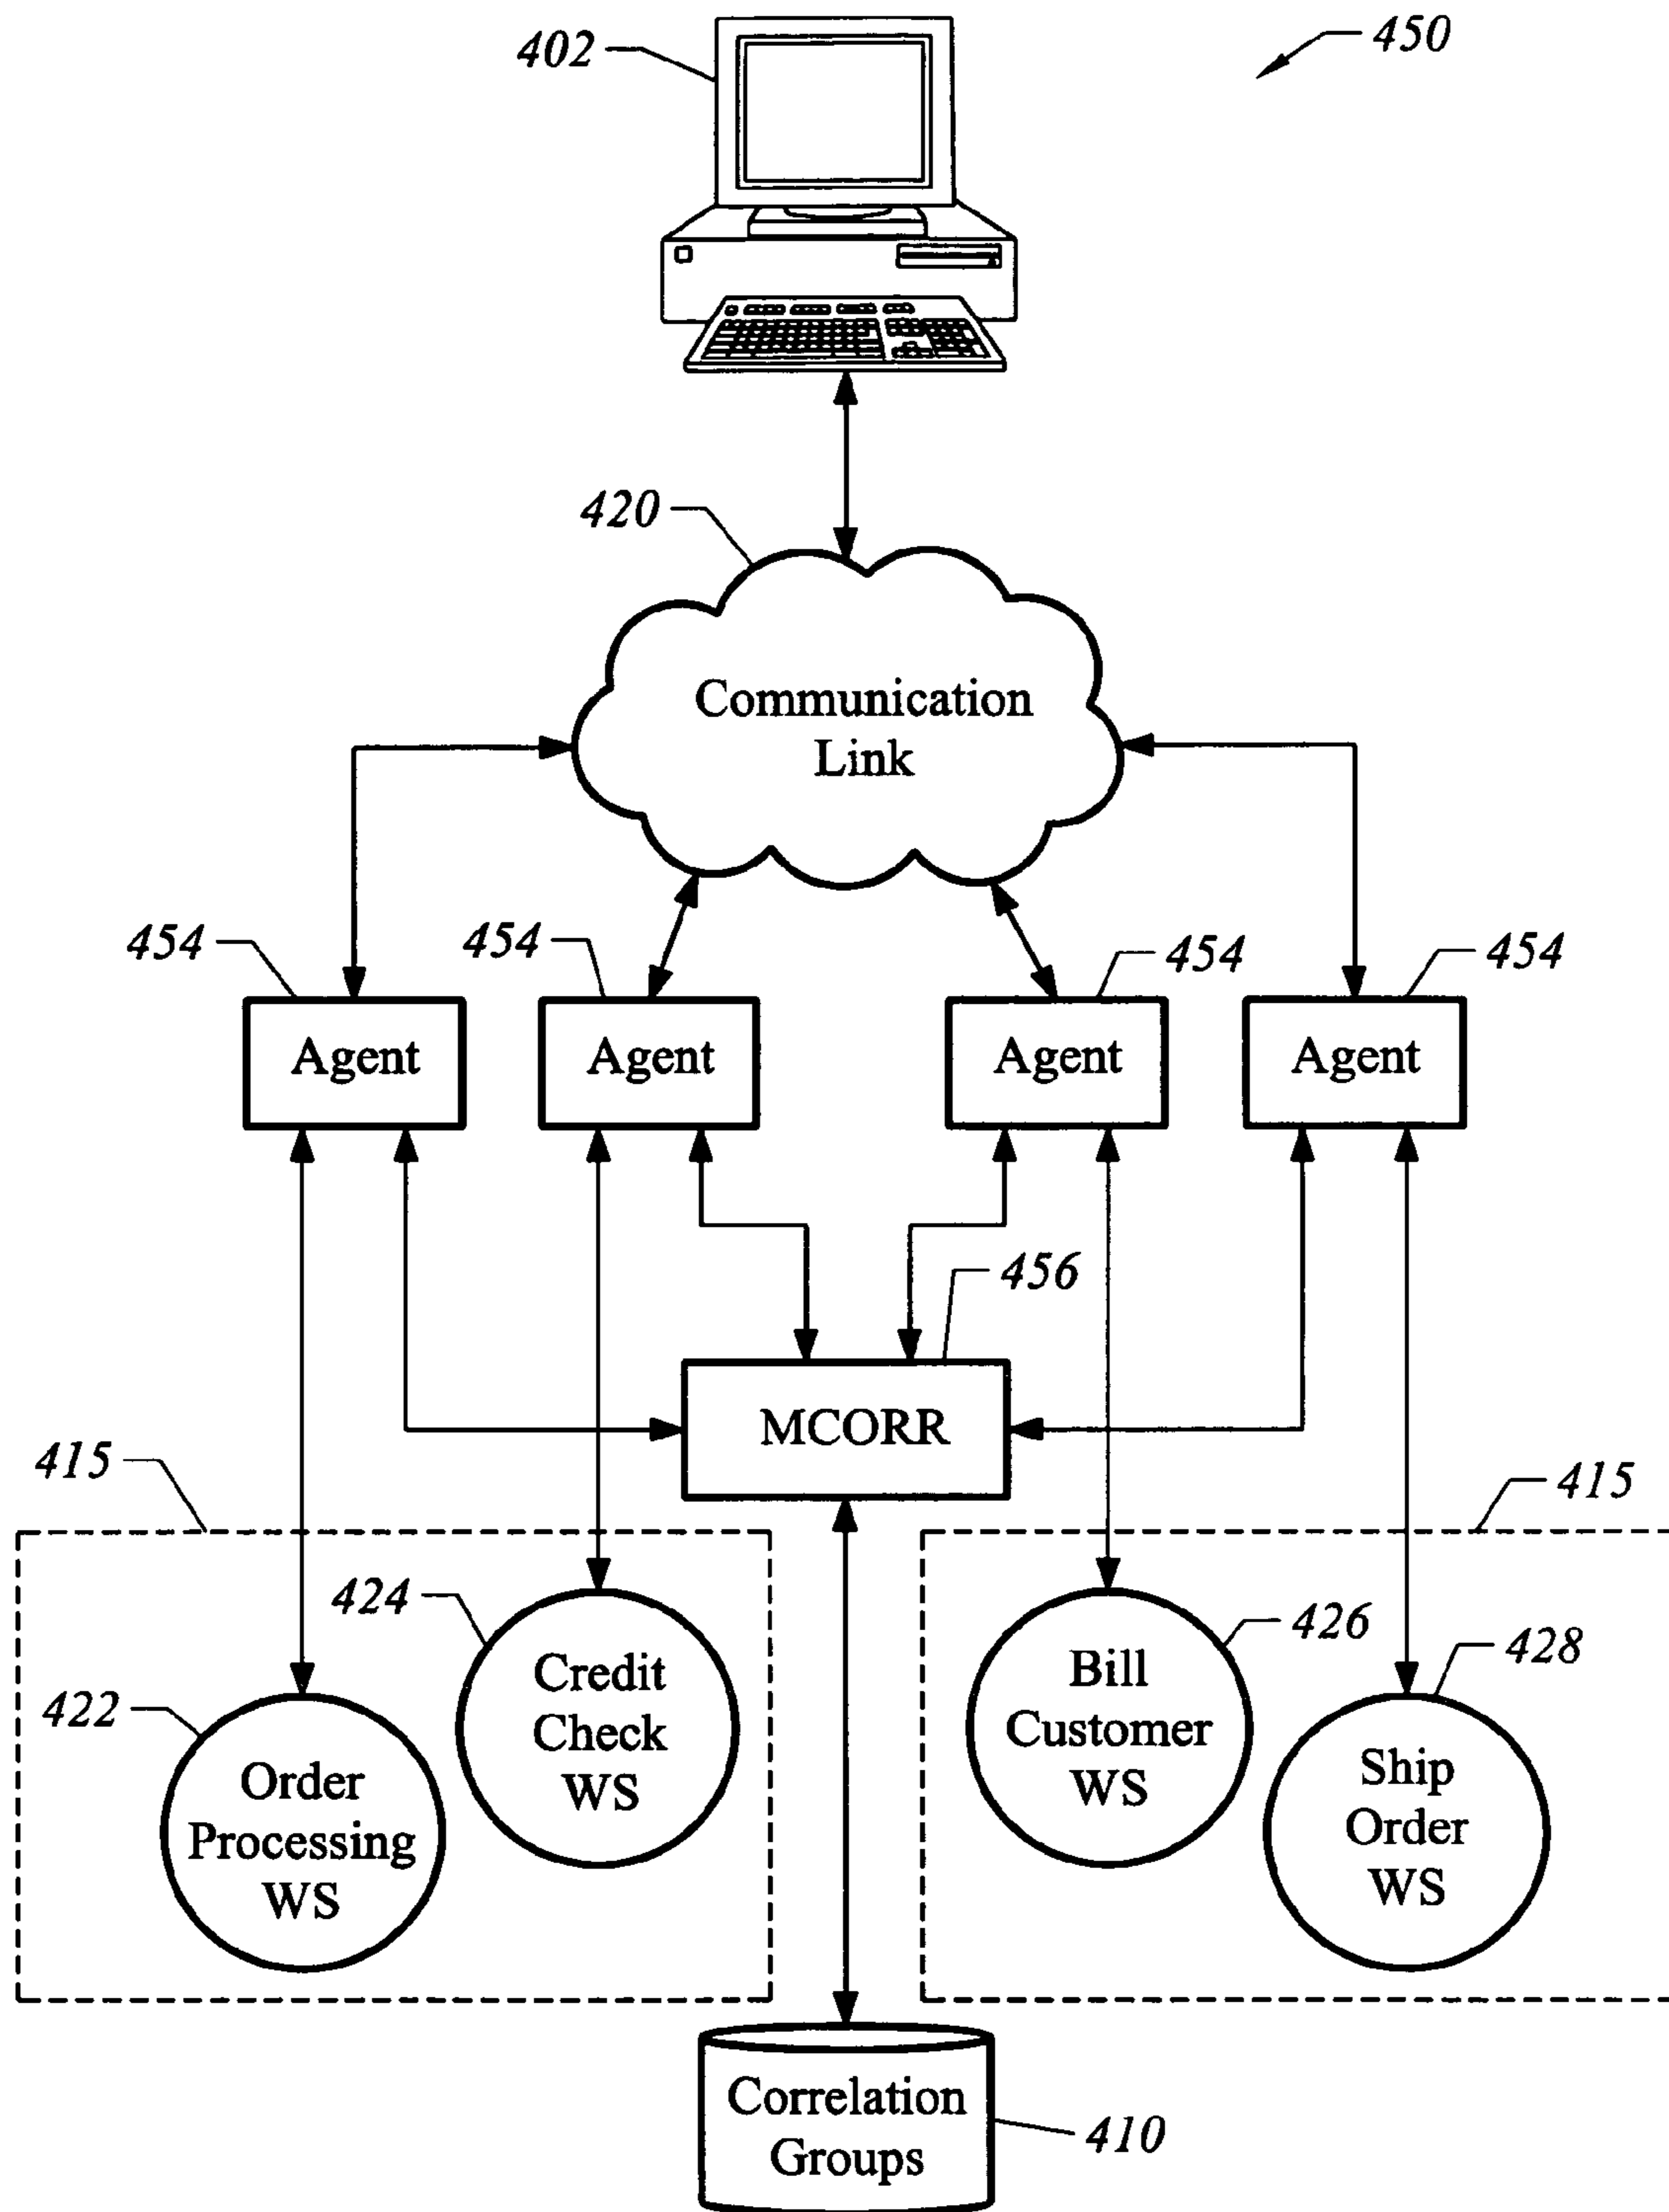 402
450
420
Communication
Link
454
454
454
454
Agent
Agent
Agent
Agent
456
MCORR
415
415
424
426
428
422
Credit
Check
WS
Bill
Customer
WS
Order
Processing
WS
Ship
Order
WS
Correlation
Groups
410